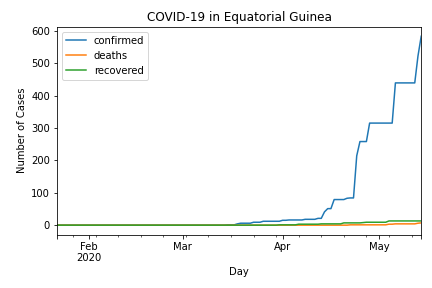 COVID-19 in Equatorial Guinea
confirmed
deaths
recovered
Number of Cases
600
500
400
300
200
100
0
Feb
2020
Mar
Apr
May
Day